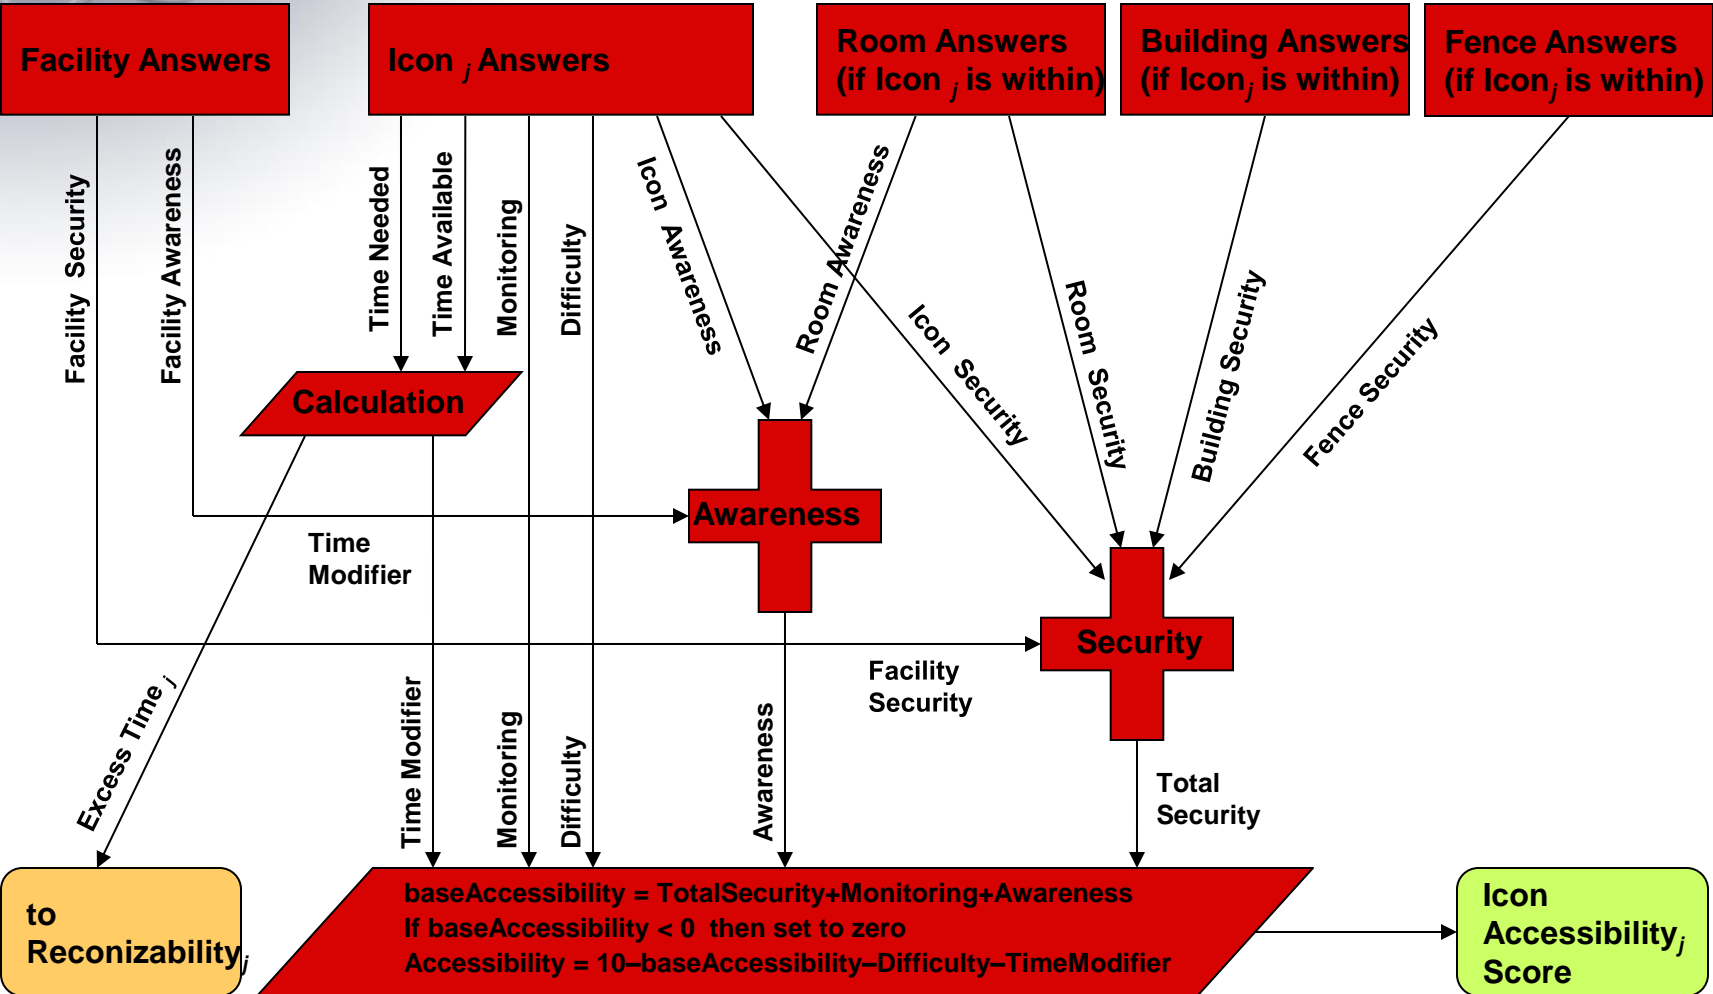 Facility Answers
Icon j Answers
Room Answers
(if Icon j is within)
Building Answers
(if Iconj is within)
Fence Answers
(if Iconj is within)
Facility Security
Facility Awareness
Time Needed
Time Available
Monitoring
Difficulty
Icon Awareness
Room Awareness
Icon Security
Room Security
Building Security
Fence Security
Calculation
Awareness
Time
Modifier
Security
Facility
Security
Excess Time j
Time Modifier
Monitoring
Difficulty
Awareness
Total
Security
to
Reconizabilityj
baseAccessibility = TotalSecurity+Monitoring+Awareness
If baseAccessibility < 0 then set to zero
Accessibility = 10–baseAccessibility–Difficulty–TimeModifier
Icon
Accessibilityj
Score